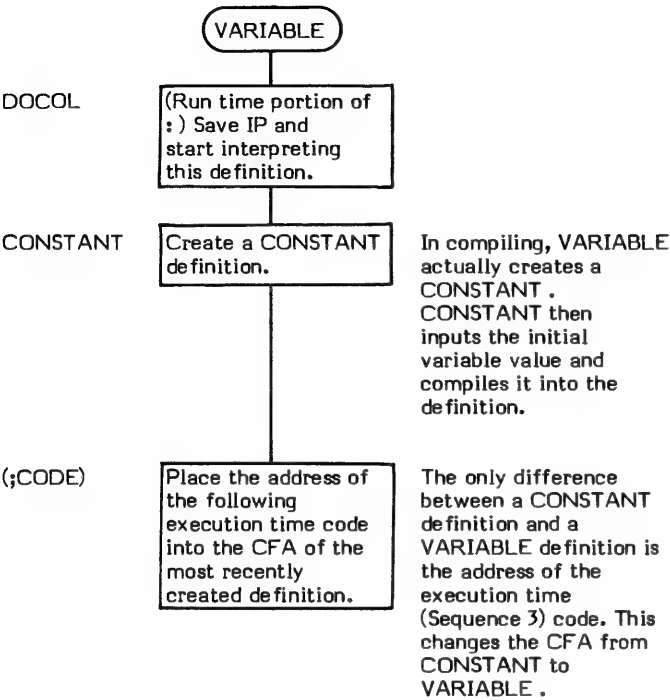 VARIABLE
DOCOL
(Run time portion of
: ) Save IP and
start interpreting
this definition.
CONSTANT
Create a CONSTANT
definition.
In compiling, VARIABLE
actually creates a
CONSTANT .
CONSTANT then
inputs the initial
variable value and
compiles it into the
definition.
(;CODE)
Place the address of
the following
execution time code
into the CFA of the
most recently
created definition.
The only difference
between a CONSTANT
definition and a
VARIABLE definition is
the address of the
execution time
(Sequence 3) code. This
changes the CFA from
CONSTANT to
VARIABLE .